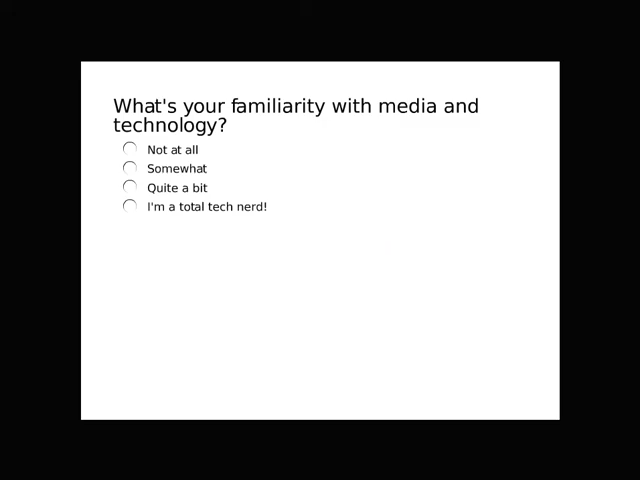 What's your familiarity with media and
technology?
Not at all
Somewhat
Quite a bit
I'm a total tech nerd!